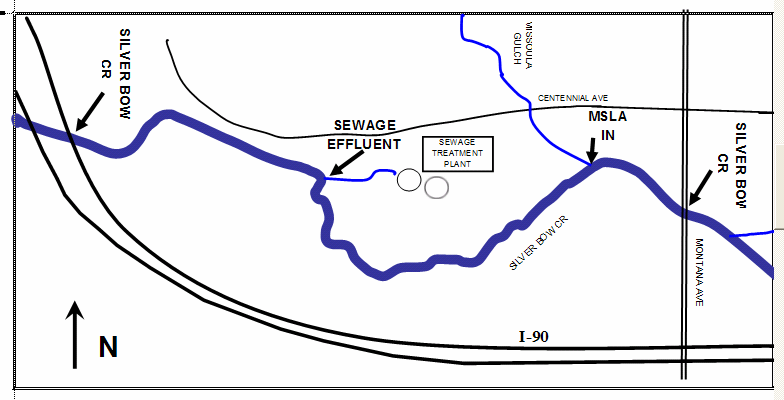 SILVER BOW
CR
MISSOULA
GULCH
CENTENNIAL AVE
MSLA
IN
SEWAGE
EFFLUENT
SEWAGE
TREATMENT
PLANT
SILVER BOW
CR
SILVER BOW CR
MONTANA AVE
I-90
N